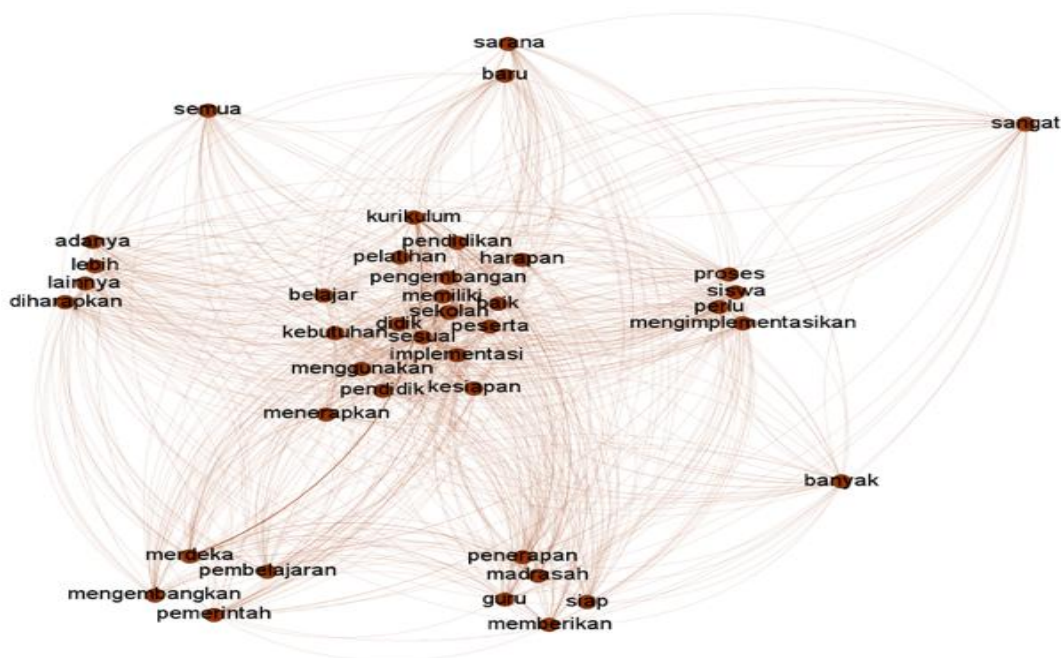 sarana
baru
semua
sangat
kurikulum
adanya
pendidikan
pelatihan
harapan
lebih
proses
pengembangan
lainnya
siswa
belajar
memiliki
diharapkan
baik
perlu
sekolah
didik
peserta
mengimplementasikan
kebutuhan
sesuai
implementasi
menggunakan
pendidik
kesiapan
menerapkan
banyak
merdeka
penerapan
pembelajaran
madrasah
mengembangkan
guru
siap
pemerintah
memberikan